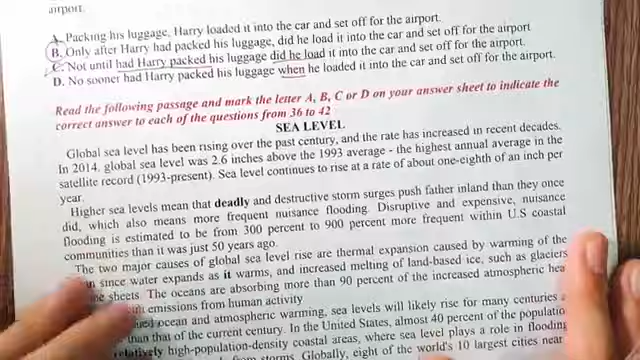 airport.
A. Packing his luggage, Harry loaded it into the car and set off for the airport.
B. Only after Harry had packed his luggage, did he load it into the car and set off for the airport.
C. Not until had Harry packed his luggage did he load it into the car and set off for the airport.
D. No sooner had Harry packed his luggage when he loaded it into the car and set off for the airport.
Read the following passage and mark the letter A, B, C or D on your answer sheet to indicate the
correct answer to each of the questions from 36 to 42
SEA LEVEL
Global sea level has been rising over the past century, and the rate has increased in recent decades.
In 2014. global sea level was 2.6 inches above the 1993 average - the highest annual average in the
satellite record (1993-present). Sea level continues to rise at a rate of about one-eighth of an inch per
year.
Higher sea levels mean that deadly and destructive storm surges push father inland than they once
did, which also means more frequent nuisance flooding. Disruptive and expensive, nuisance
flooding is estimated to be from 300 percent to 900 percent more frequent within U.S coastal
communities than it was just 50 years ago.
The two major causes of global sea level rise are thermal expansion caused by warming of the
since water expands as it warms, and increased melting of land-based ice, such as glaciers
sheets. The oceans are absorbing more than 90 percent of the increased atmospheric
emissions from human activity
ocean and atmospheric warming, sea levels will likely rise for many centuries
than that of the current century. In the United States, almost 40 percent of the
relatively high-population-density coastal areas, where sea level plays a role in flooding
from storms. Globally, eight of the world's 10 largest cities near